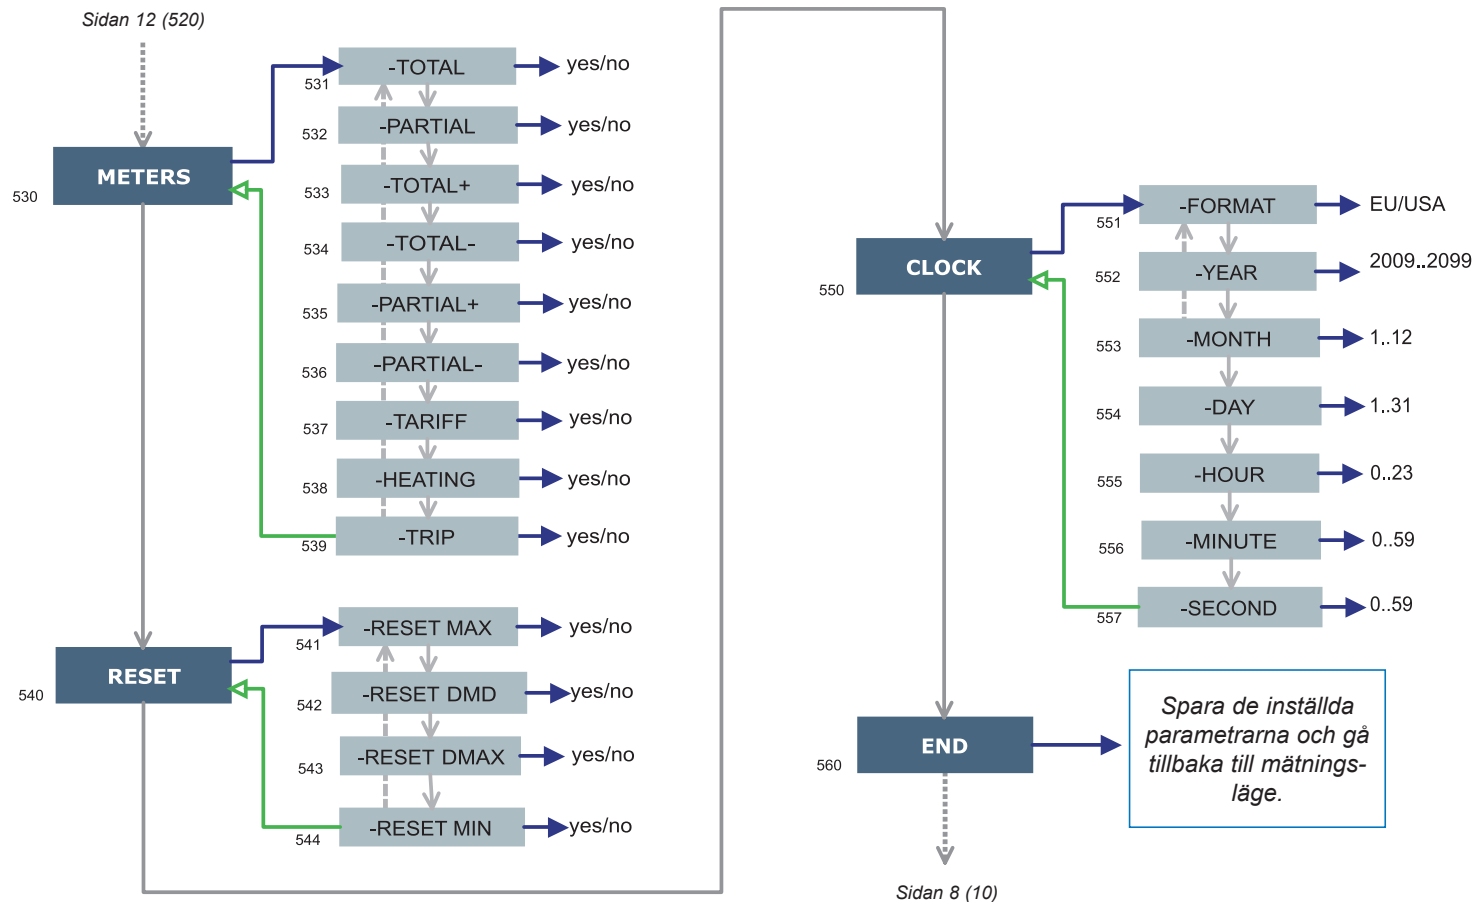 Sidan 12 (520)
530
METERS
531
-TOTAL
yes/no
532
-PARTIAL
yes/no
533
-TOTAL+
yes/no
534
-TOTAL-
yes/no
535
-PARTIAL+
yes/no
536
-PARTIAL-
yes/no
537
-TARIFF
yes/no
538
-HEATING
yes/no
539
-TRIP
yes/no
540
RESET
541
-RESET MAX
yes/no
542
-RESET DMD
yes/no
543
-RESET DMAX
yes/no
544
-RESET MIN
yes/no
550
CLOCK
551
-FORMAT
EU/USA
552
-YEAR
2009..2099
553
-MONTH
1..12
554
-DAY
1..31
555
-HOUR
0..23
556
-MINUTE
0..59
557
-SECOND
0..59
560
END
Spara de inställda
parametrarna och gå
tillbaka till mätnings-
läge.
Sidan 8 (10)